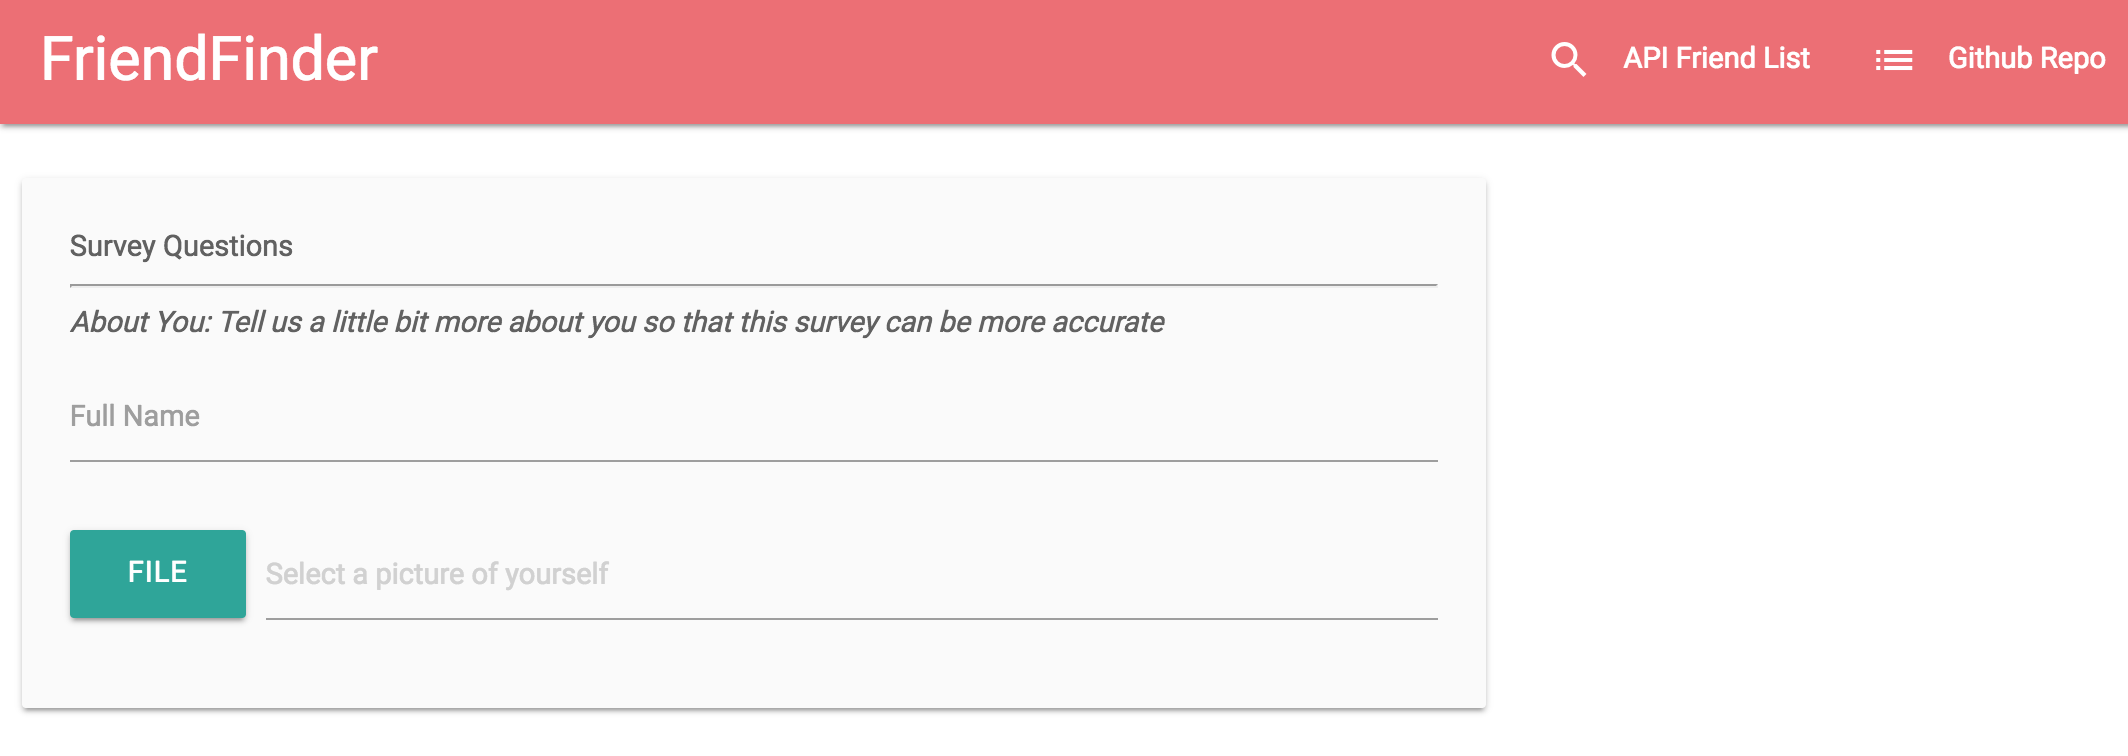 FriendFinder
API Friend List
Github Repo
Survey Questions
About You: Tell us a little bit more about you so that this survey can be more accurate
Full Name
FILE
Select a picture of yourself